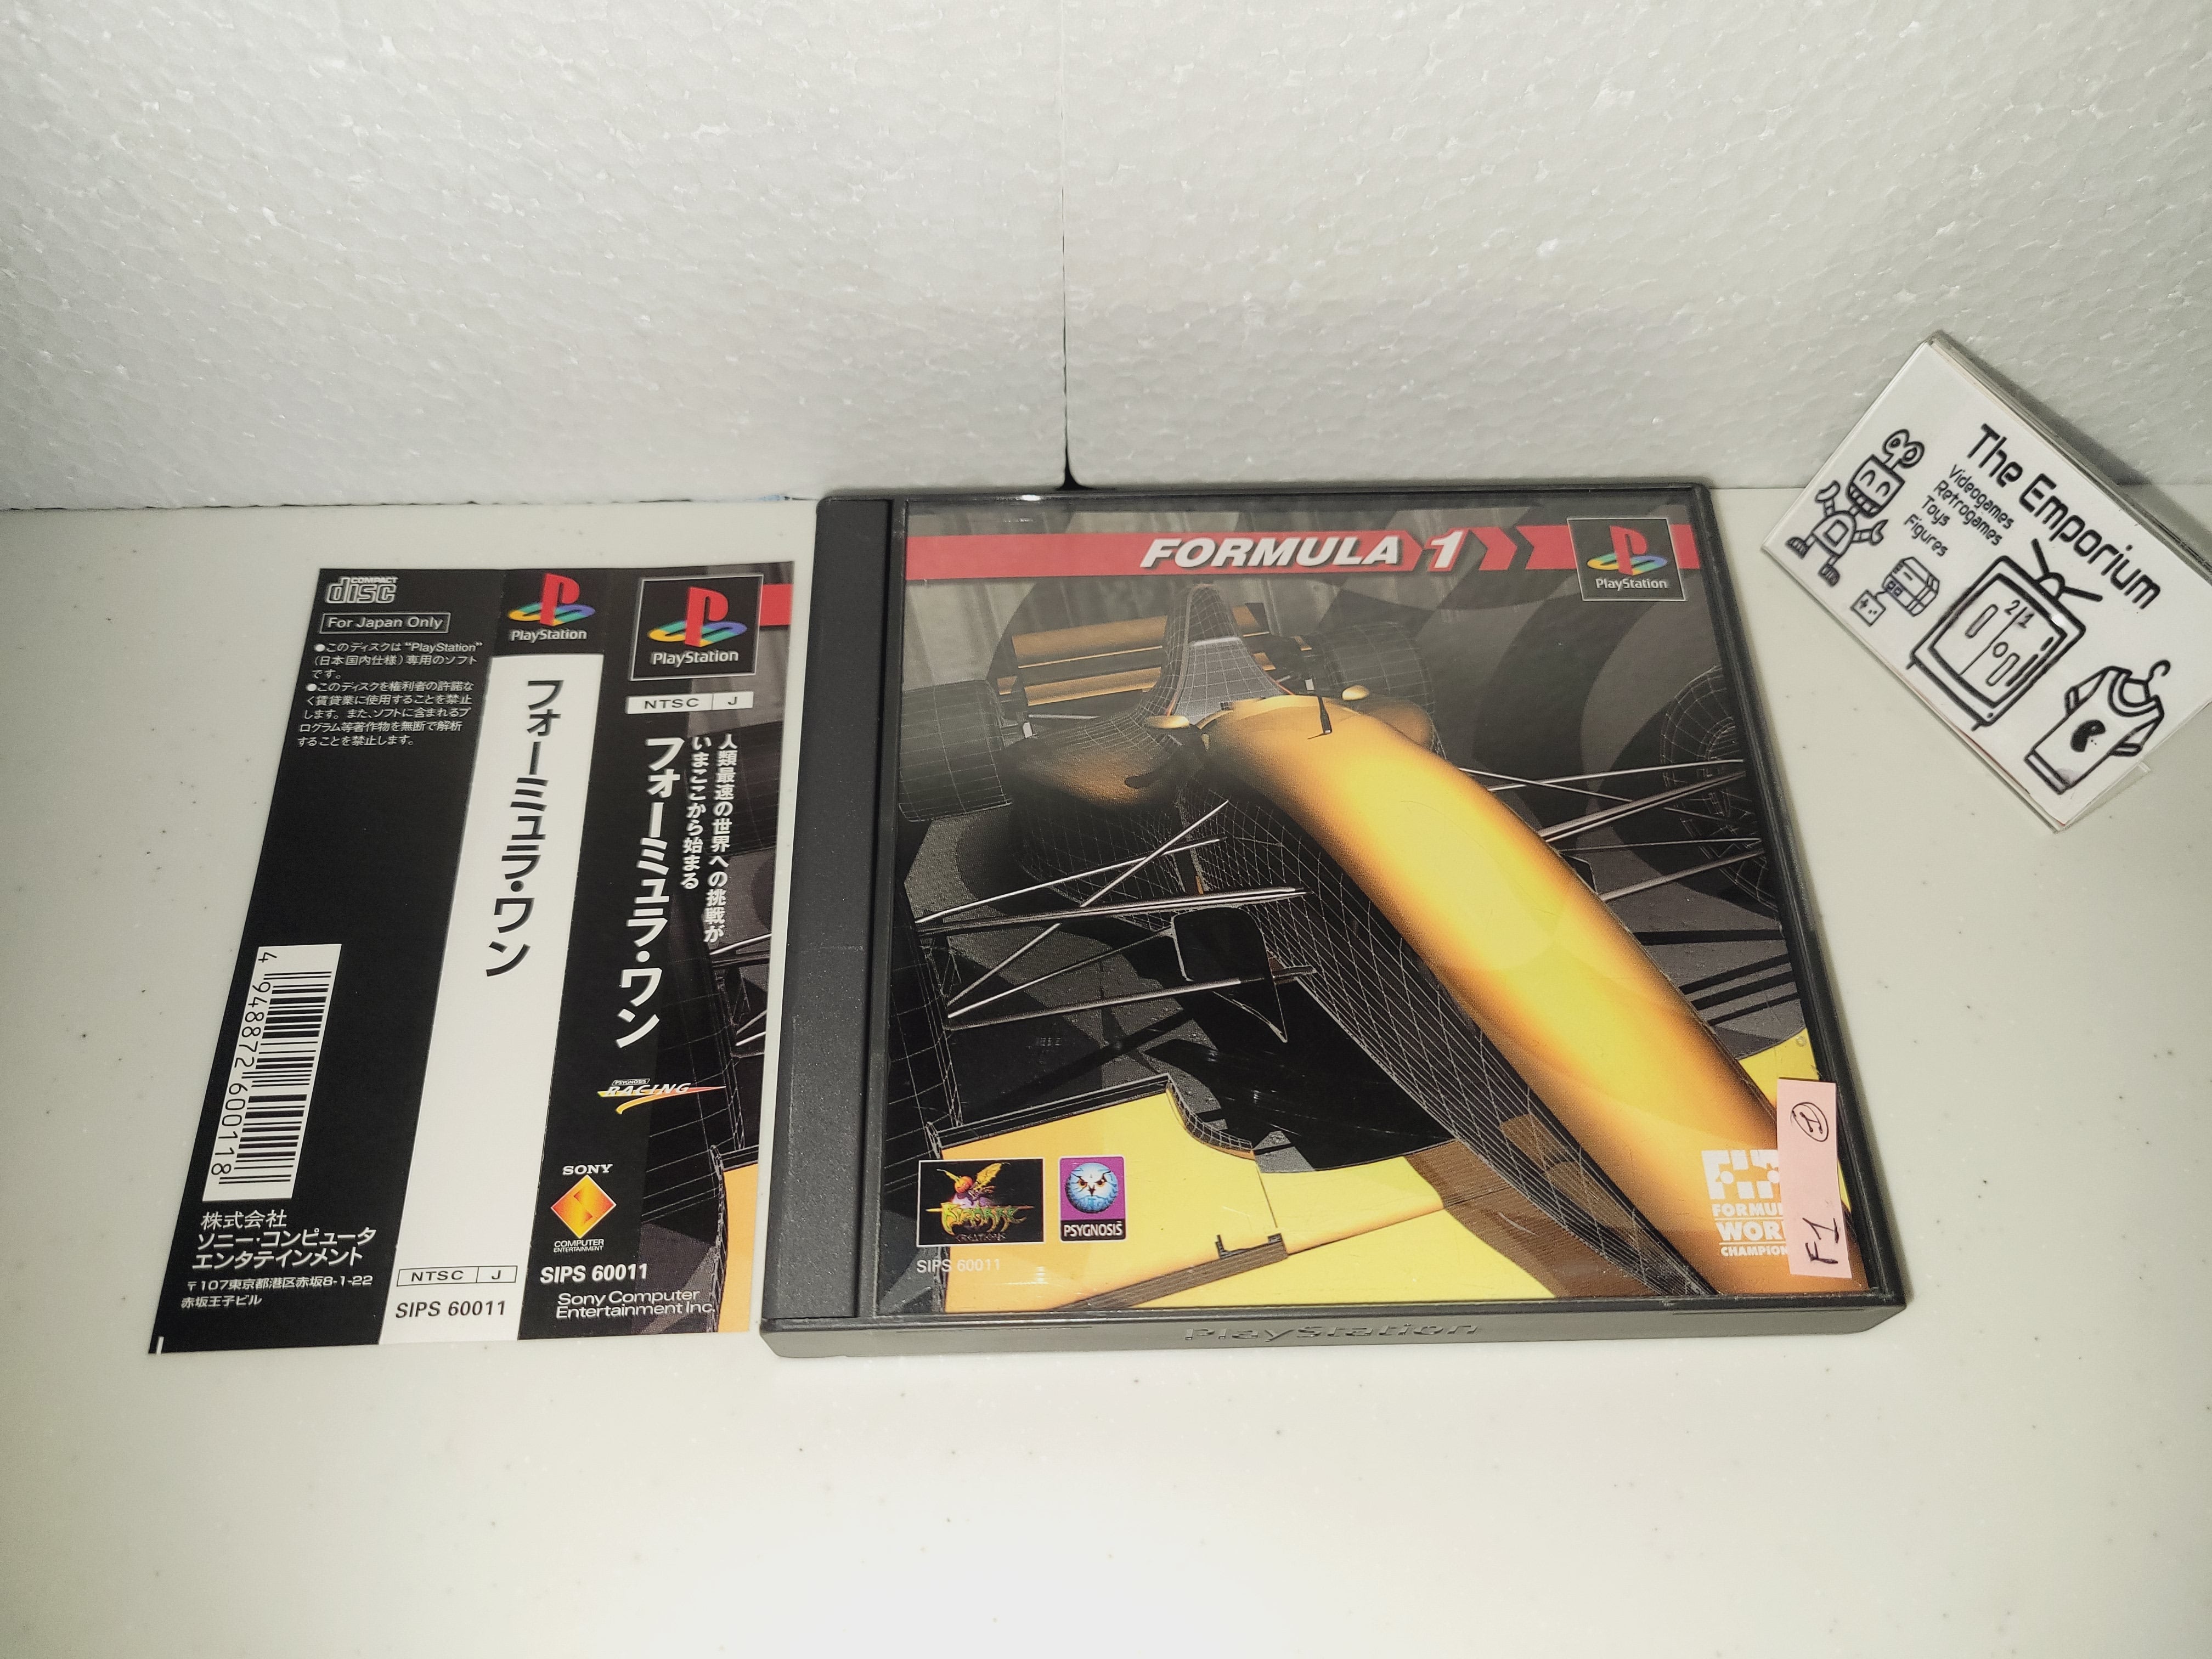 COMPACT
disc
For Japan Only
●このディスクは“PlayStation”
(日本国内仕様)専用のソフト
です。
●このディスクを権利者の許諾な
く賃貸業に使用することを禁止
します。また、ソフトに含まれるプ
ログラム等著作物を無断で解析
することを禁止します。
4 948872 600118
株式会社
ソニー・コンピュータ
エンタテインメント
〒107東京都港区赤坂8-1-22
赤坂王子ビル
PlayStation
フォーミュラ・ワン
NTSC J
SIPS 60011
PlayStation
NTSC J
人類最速の世界への挑戦が
いまここから始まる
フォーミュラ・ワン
PSYGNOSIS
RACING
SONY
COMPUTER
ENTERTAINMENT
SIPS 60011
Sony Computer
Entertainment Inc.
FORMULA 1
PlayStation
CREATIONS
PSYGNOSIS
SIPS 60011
F1
PlayStation
The Emporium
Videogames
Retrogames
Toys
Figures
21